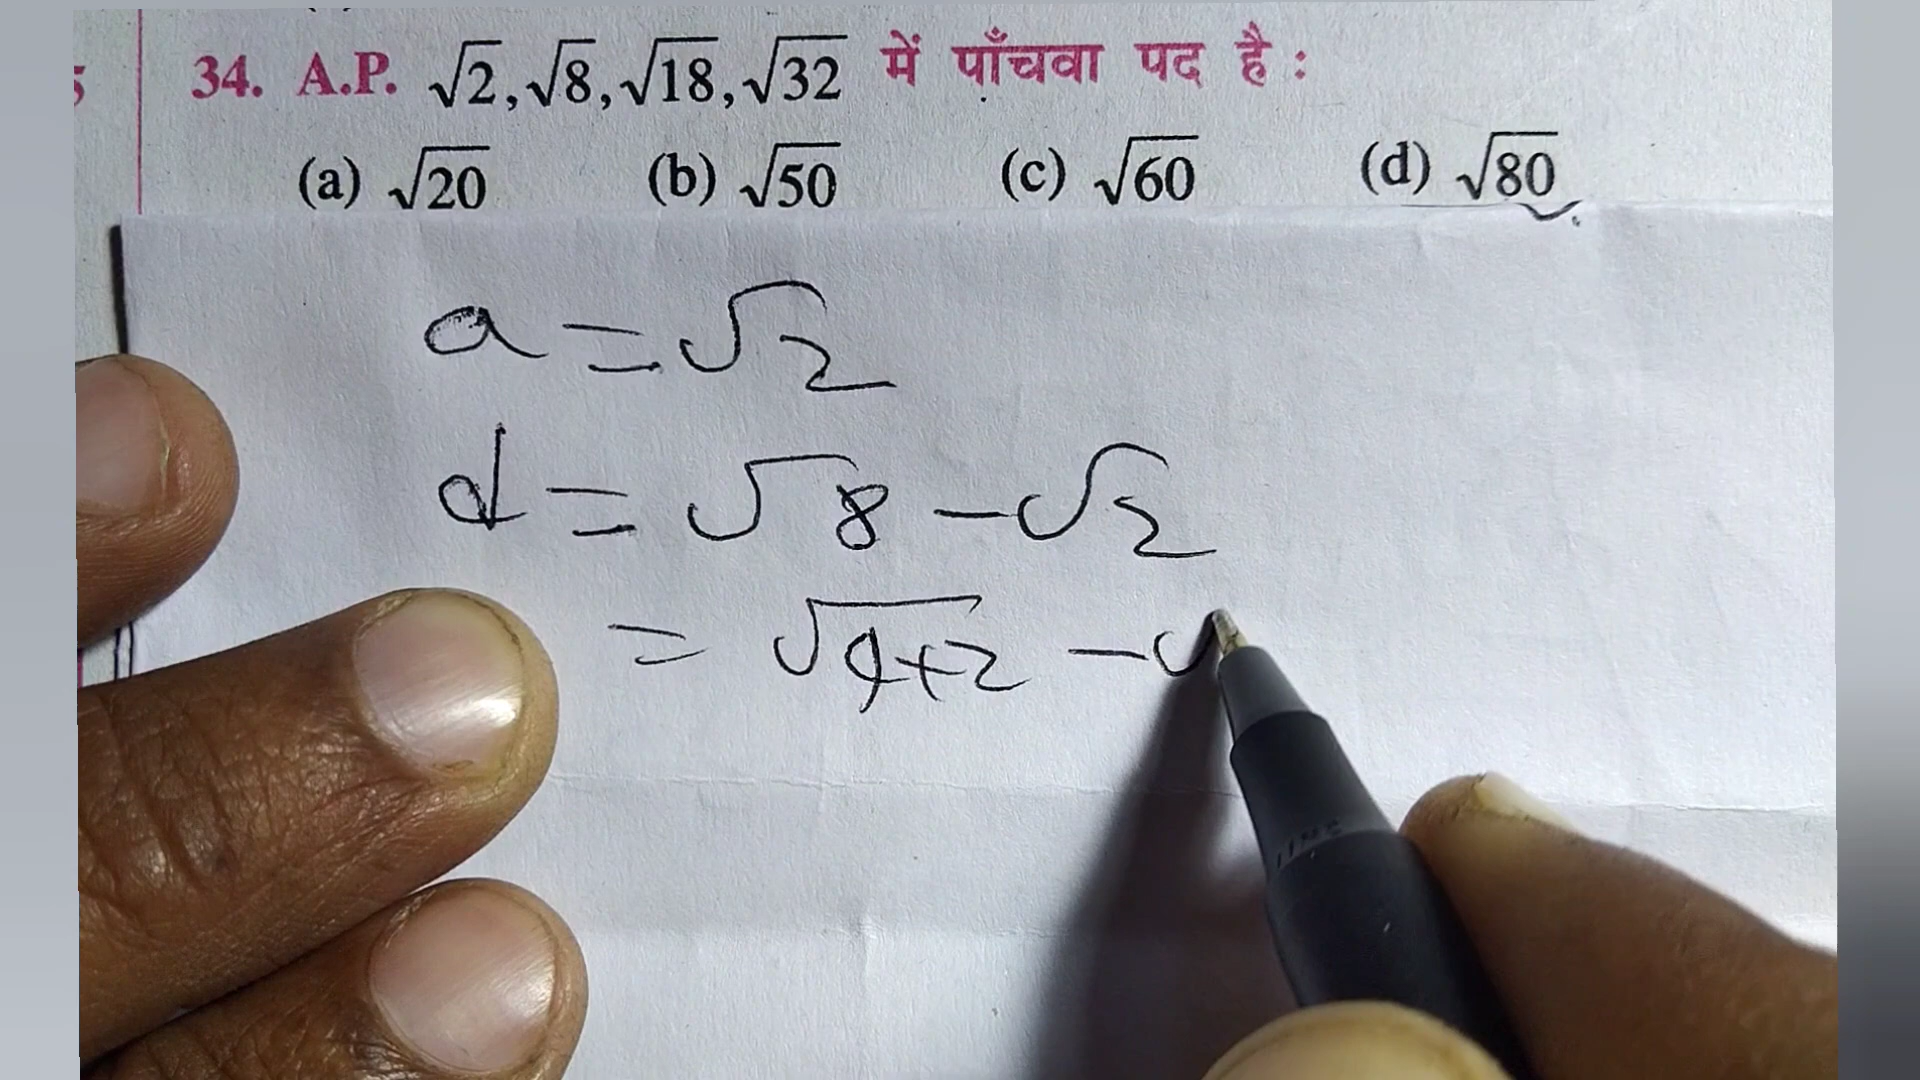 34. A.P. √2, √8, √18, √32 में पाँचवा पद है :
(a) √20 (b) √50 (c) √60 (d) √80
a = √2
d = √8 - √2
= √4+2 - √